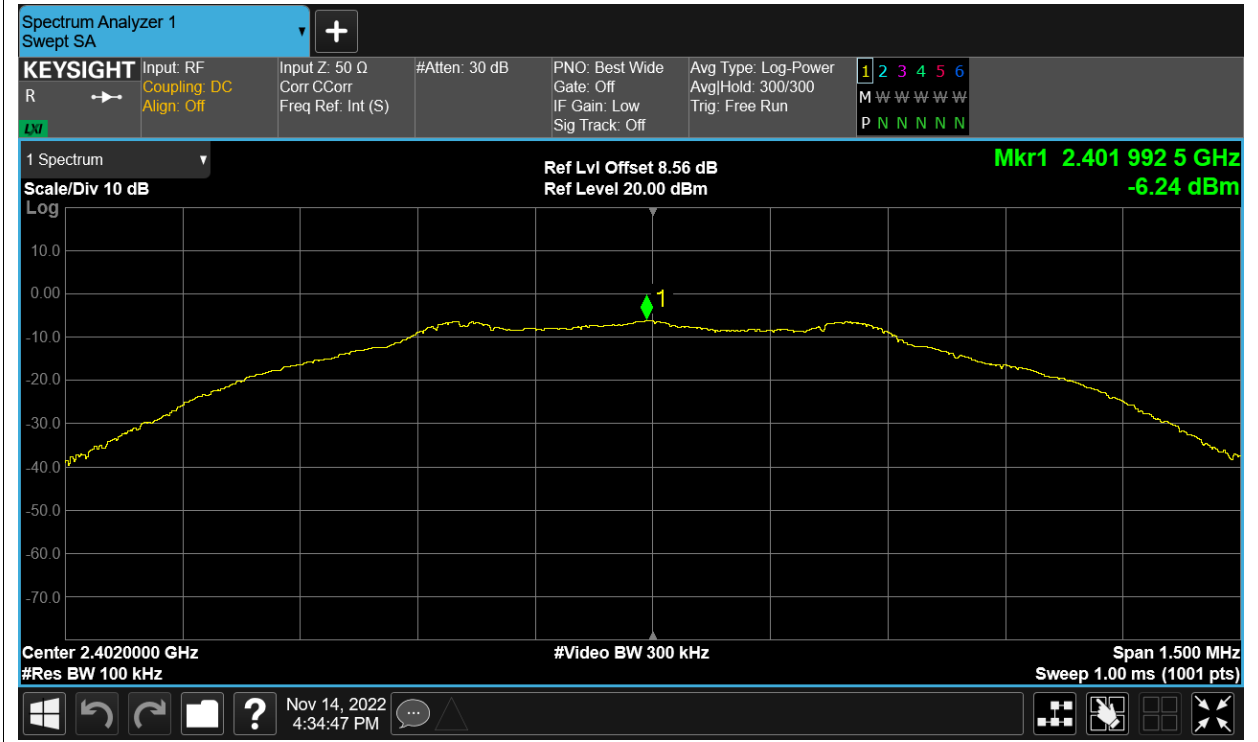 Spectrum Analyzer 1
Swept SA
KEYSIGHT
R
LXI
Input: RF
Coupling: DC
Align: Off
Input Z: 50 Ω
Corr CCorr
Freq Ref: Int (S)
#Atten: 30 dB
PNO: Best Wide
Gate: Off
IF Gain: Low
Sig Track: Off
Avg Type: Log-Power
Avg|Hold: 300/300
Trig: Free Run
1 2 3 4 5 6
M W W W W W W
P N N N N N N
1 Spectrum
Scale/Div 10 dB
Log
Ref Lvl Offset 8.56 dB
Ref Level 20.00 dBm
Mkr1 2.401 992 5 GHz
-6.24 dBm
10.0
0.00
-10.0
-20.0
-30.0
-40.0
-50.0
-60.0
-70.0
1
Center 2.4020000 GHz
#Video BW 300 kHz
Span 1.500 MHz
#Res BW 100 kHz
Sweep 1.00 ms (1001 pts)
?
Nov 14, 2022
4:34:47 PM